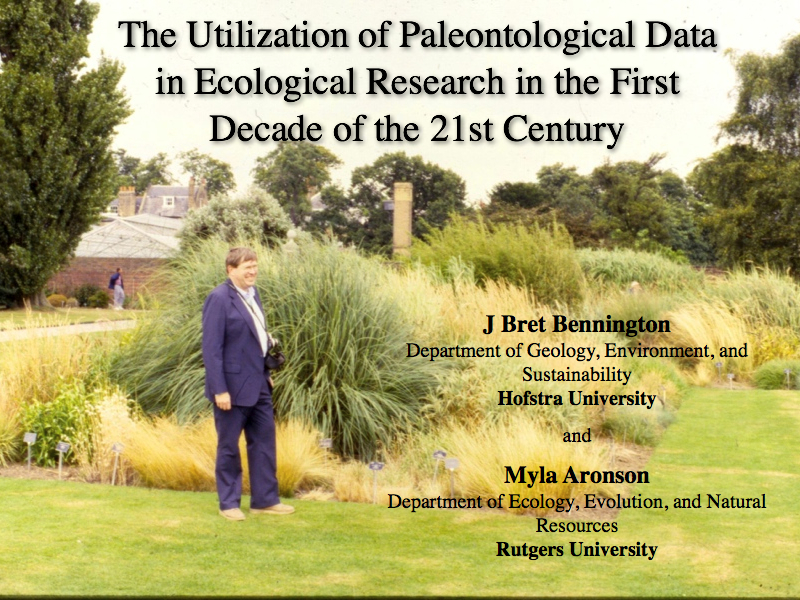 The Utilization of Paleontological Data
in Ecological Research in the First
Decade of the 21st Century
J Bret Bennington
Department of Geology, Environment, and
Sustainability
Hofstra University
and
Myla Aronson
Department of Ecology, Evolution, and Natural
Resources
Rutgers University